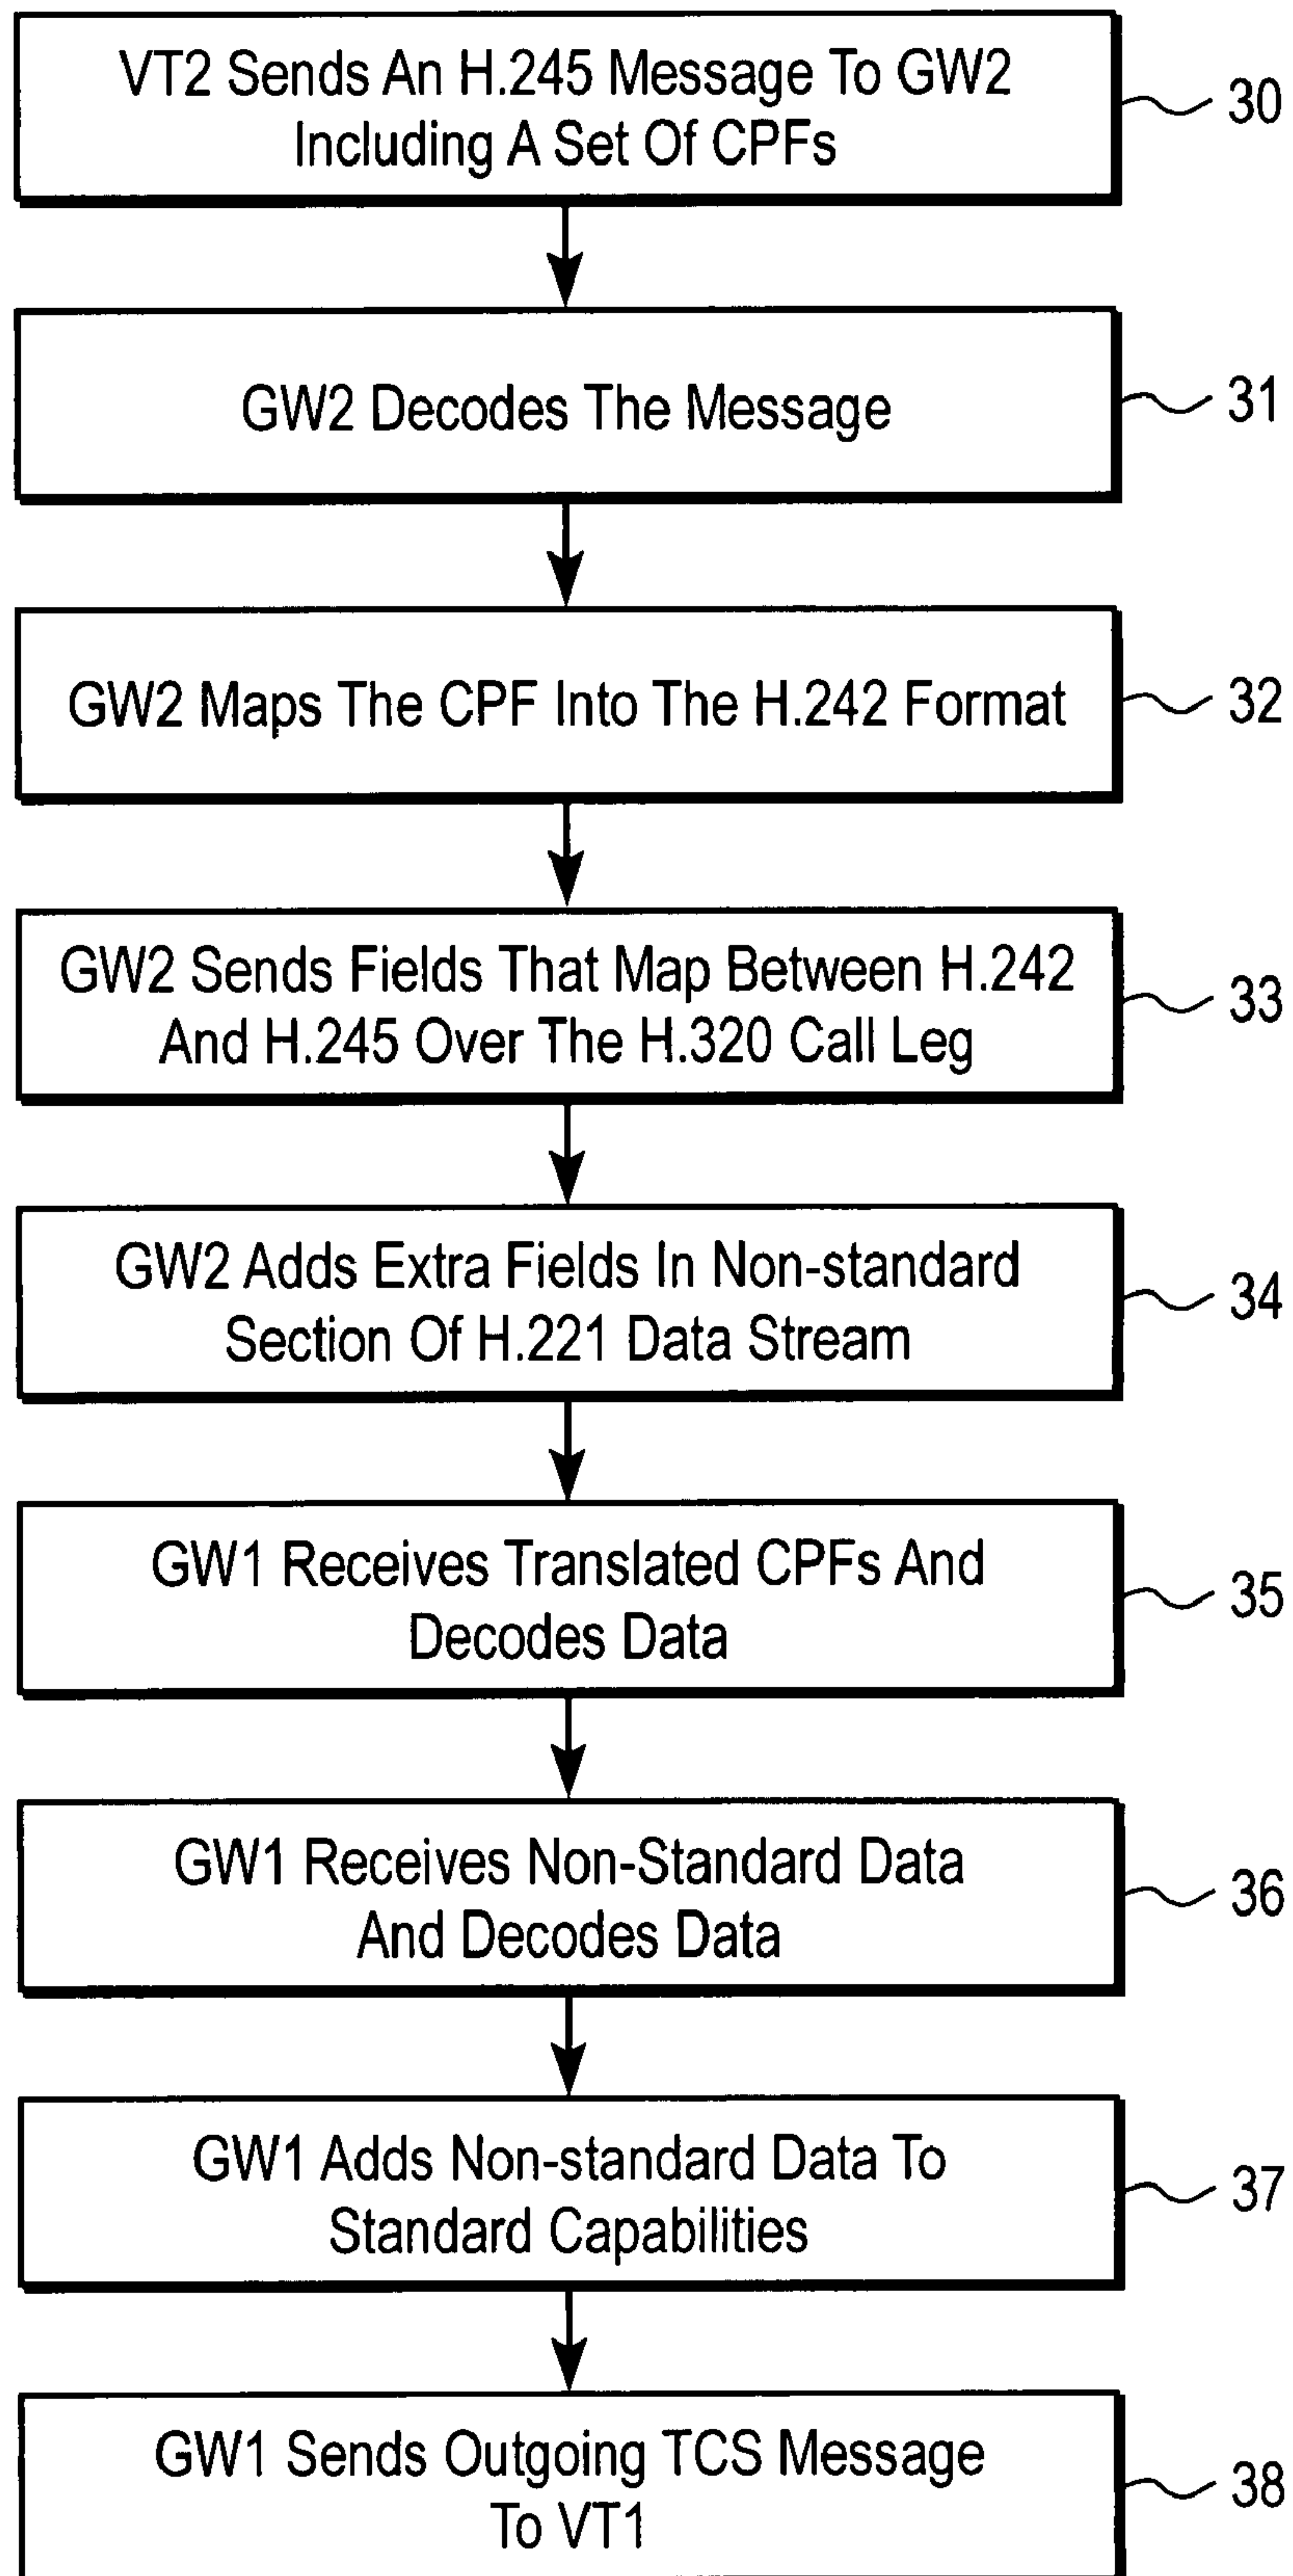 VT2 Sends An H.245 Message To GW2
Including A Set Of CPFs
30
GW2 Decodes The Message
31
GW2 Maps The CPF Into The H.242 Format
32
GW2 Sends Fields That Map Between H.242
And H.245 Over The H.320 Call Leg
33
GW2 Adds Extra Fields In Non-standard
Section Of H.221 Data Stream
34
GW1 Receives Translated CPFs And
Decodes Data
35
GW1 Receives Non-Standard Data
And Decodes Data
36
GW1 Adds Non-standard Data To
Standard Capabilities
37
GW1 Sends Outgoing TCS Message
To VT1
38